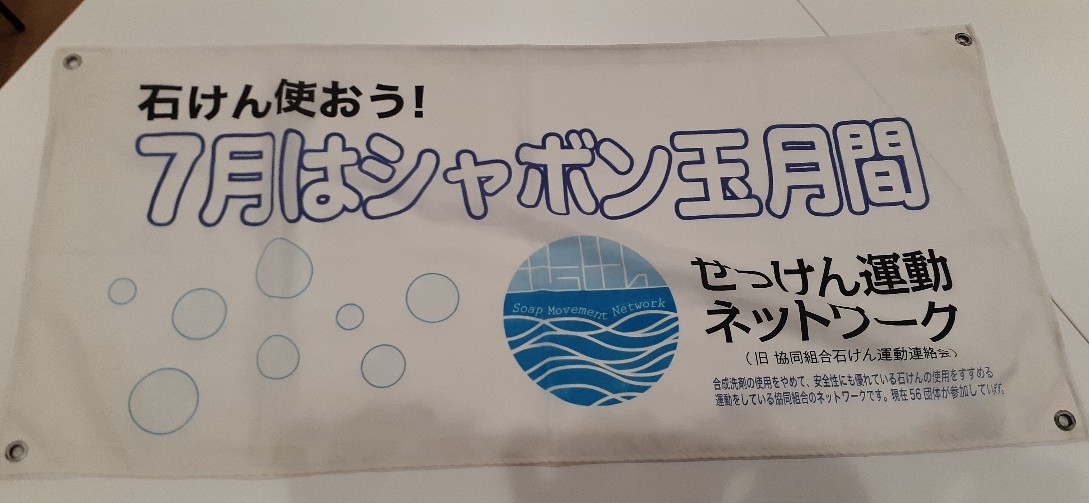 石けん使おう!
7月はシャボン玉月間
せっけん
Soap Movement Network
せっけん運動
ネットワーク
(旧 協同組合石けん運動連絡会)
合成洗剤の使用をやめて、安全性にも優れている石けんの使用をすすめる
運動をしている協同組合のネットワークです。現在56団体が参加しています。